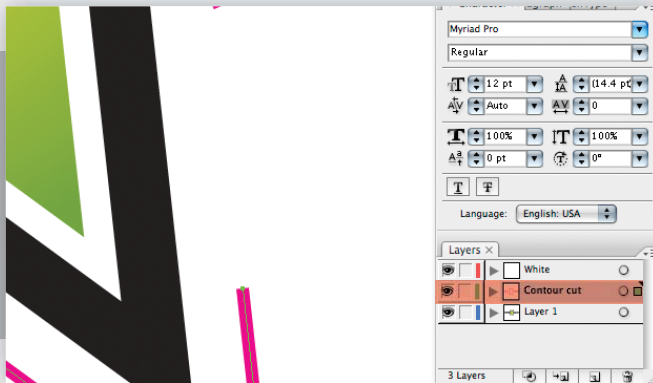 Myriad Pro
Regular
12 pt (14.4 pt
Auto 0
100% 100%
0 pt 0°
Language: English: USA
Layers ×
White
Contour cut
Layer 1
3 Layers